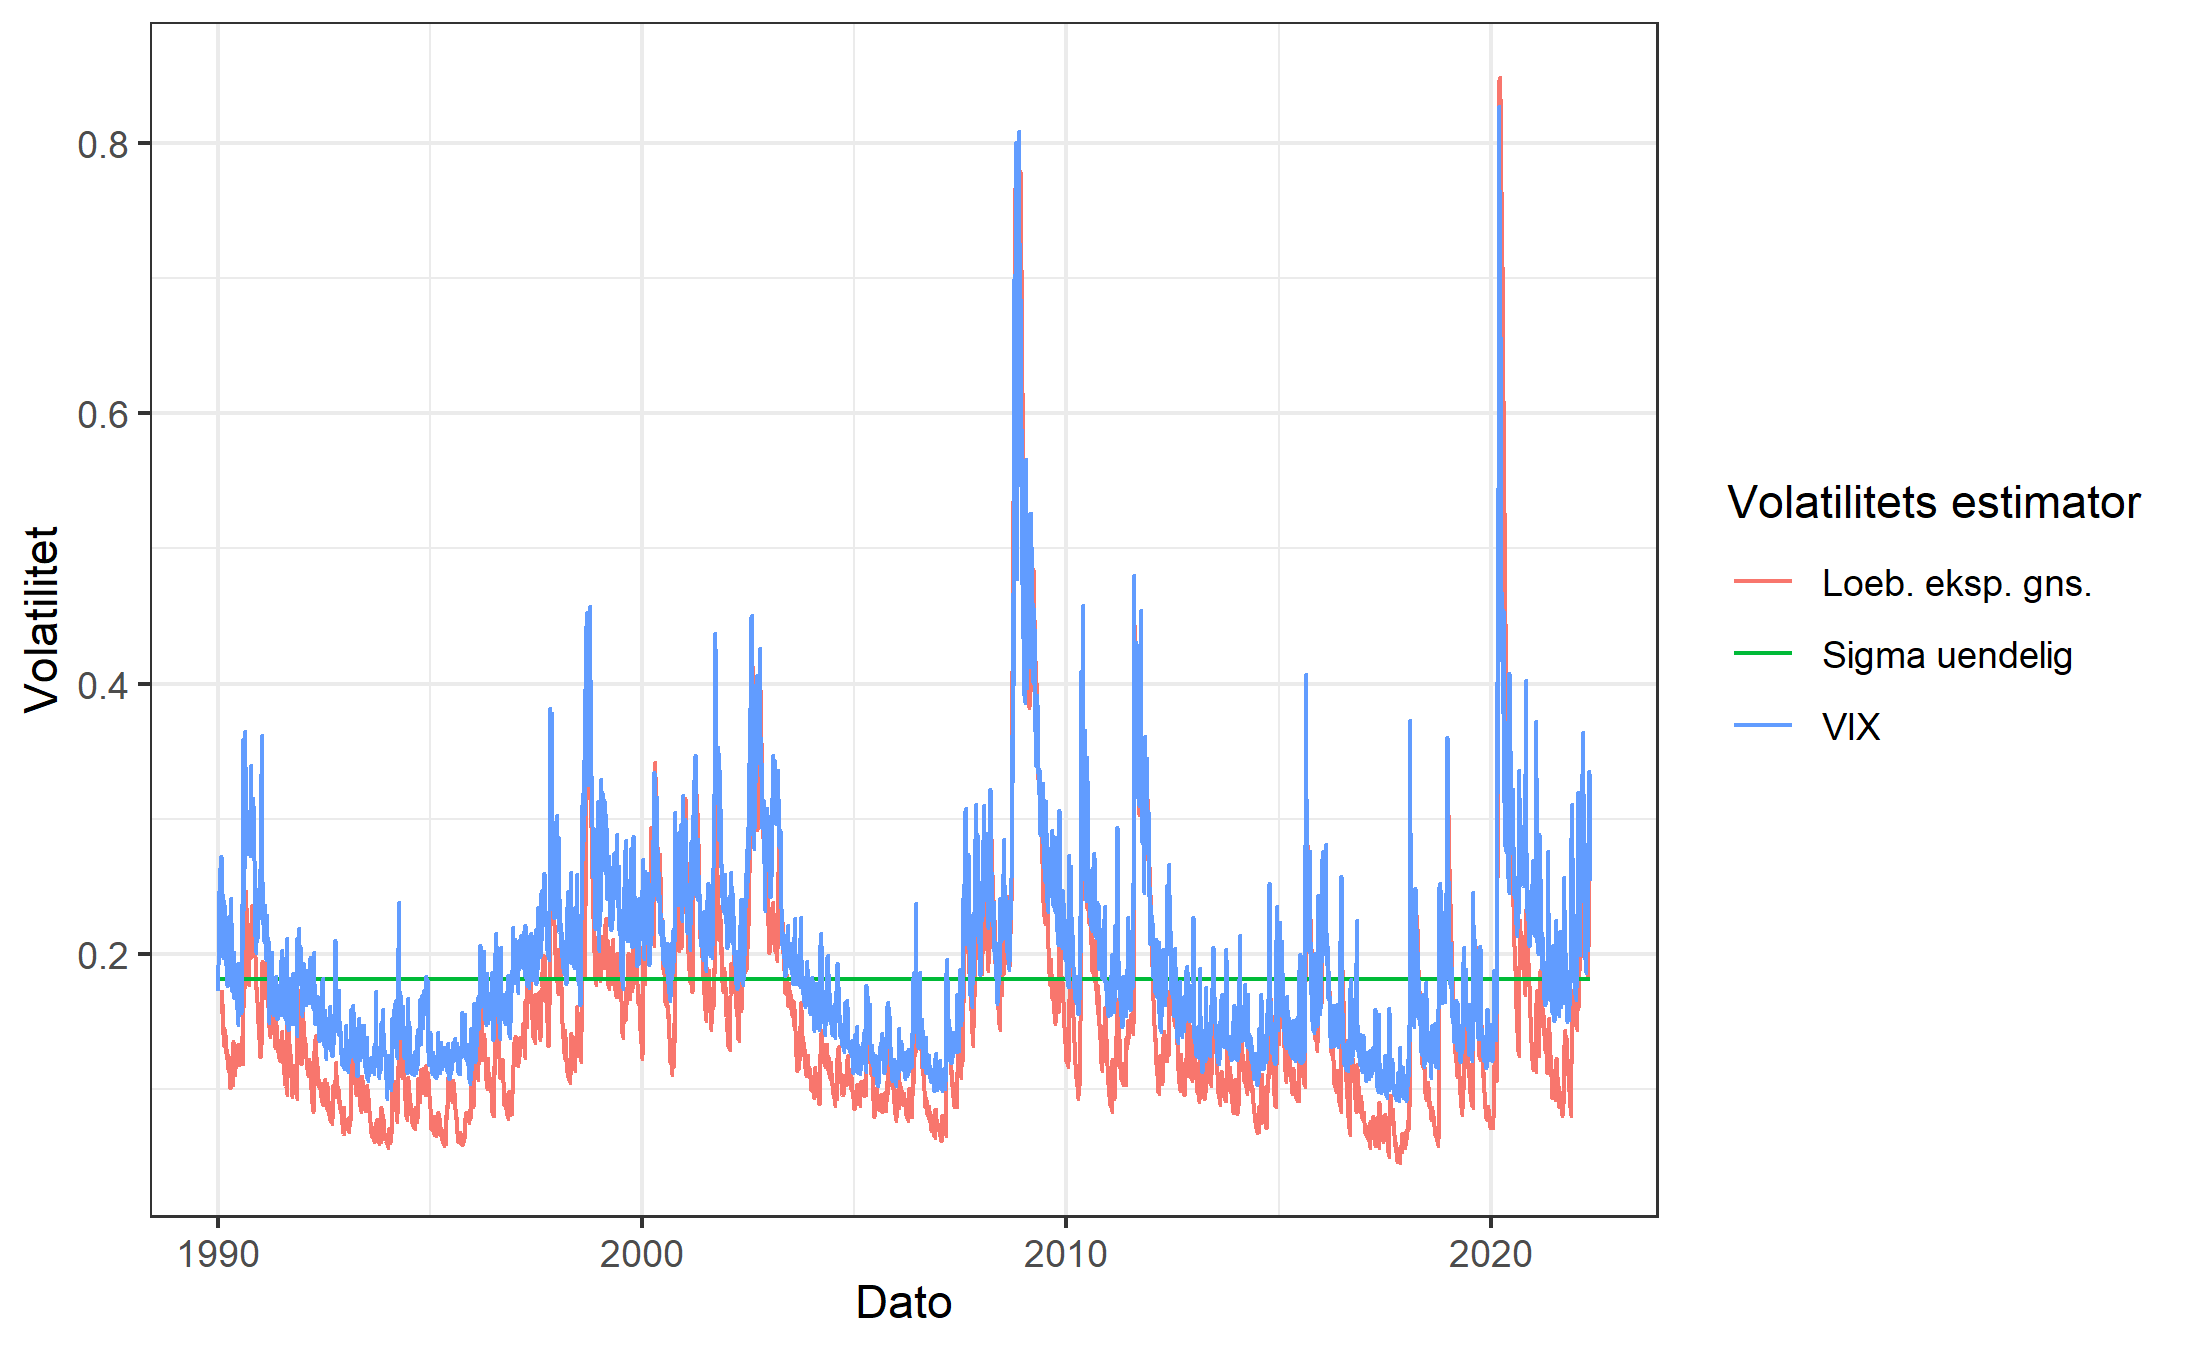 0.8
0.6
0.4
0.2
Volatilitet
1990
2000
2010
2020
Dato
Volatilitets estimator
Loeb. eksp. gns.
Sigma uendelig
VIX